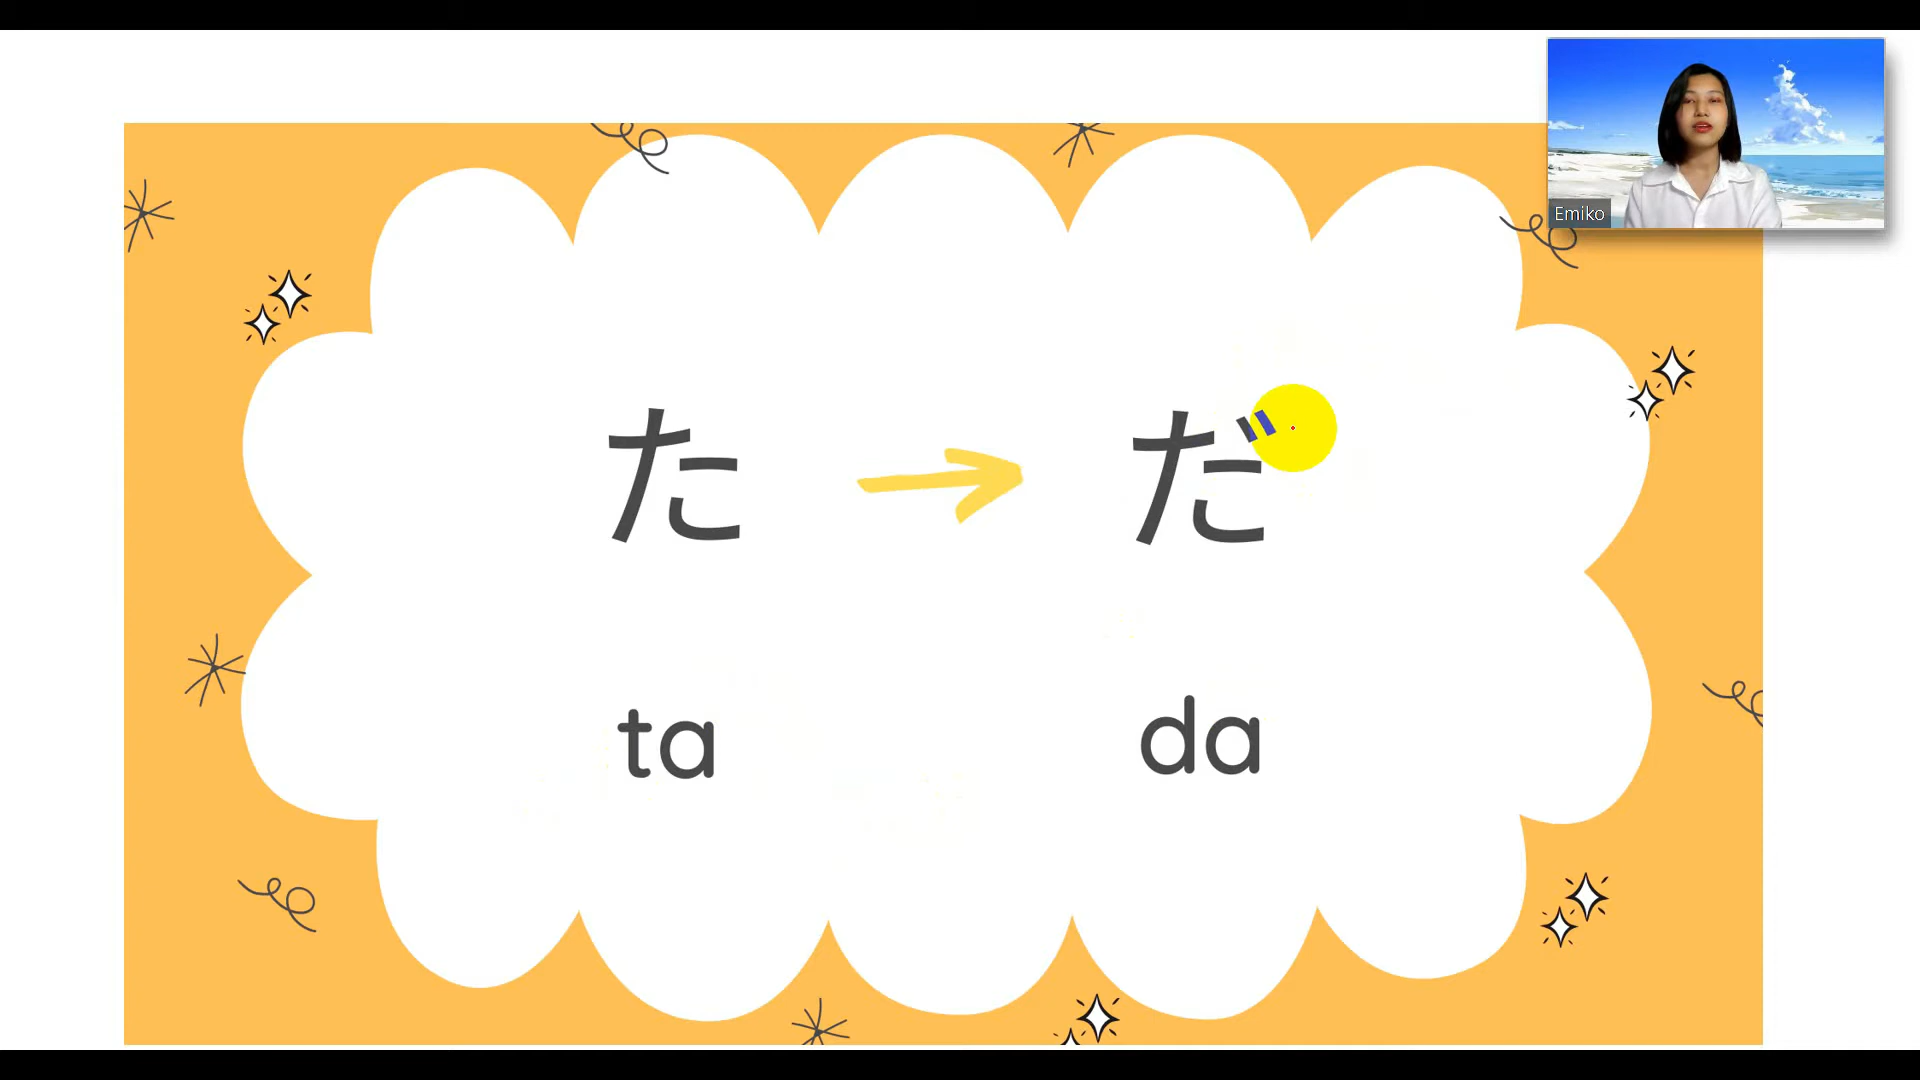 Emiko
た だ
ta da